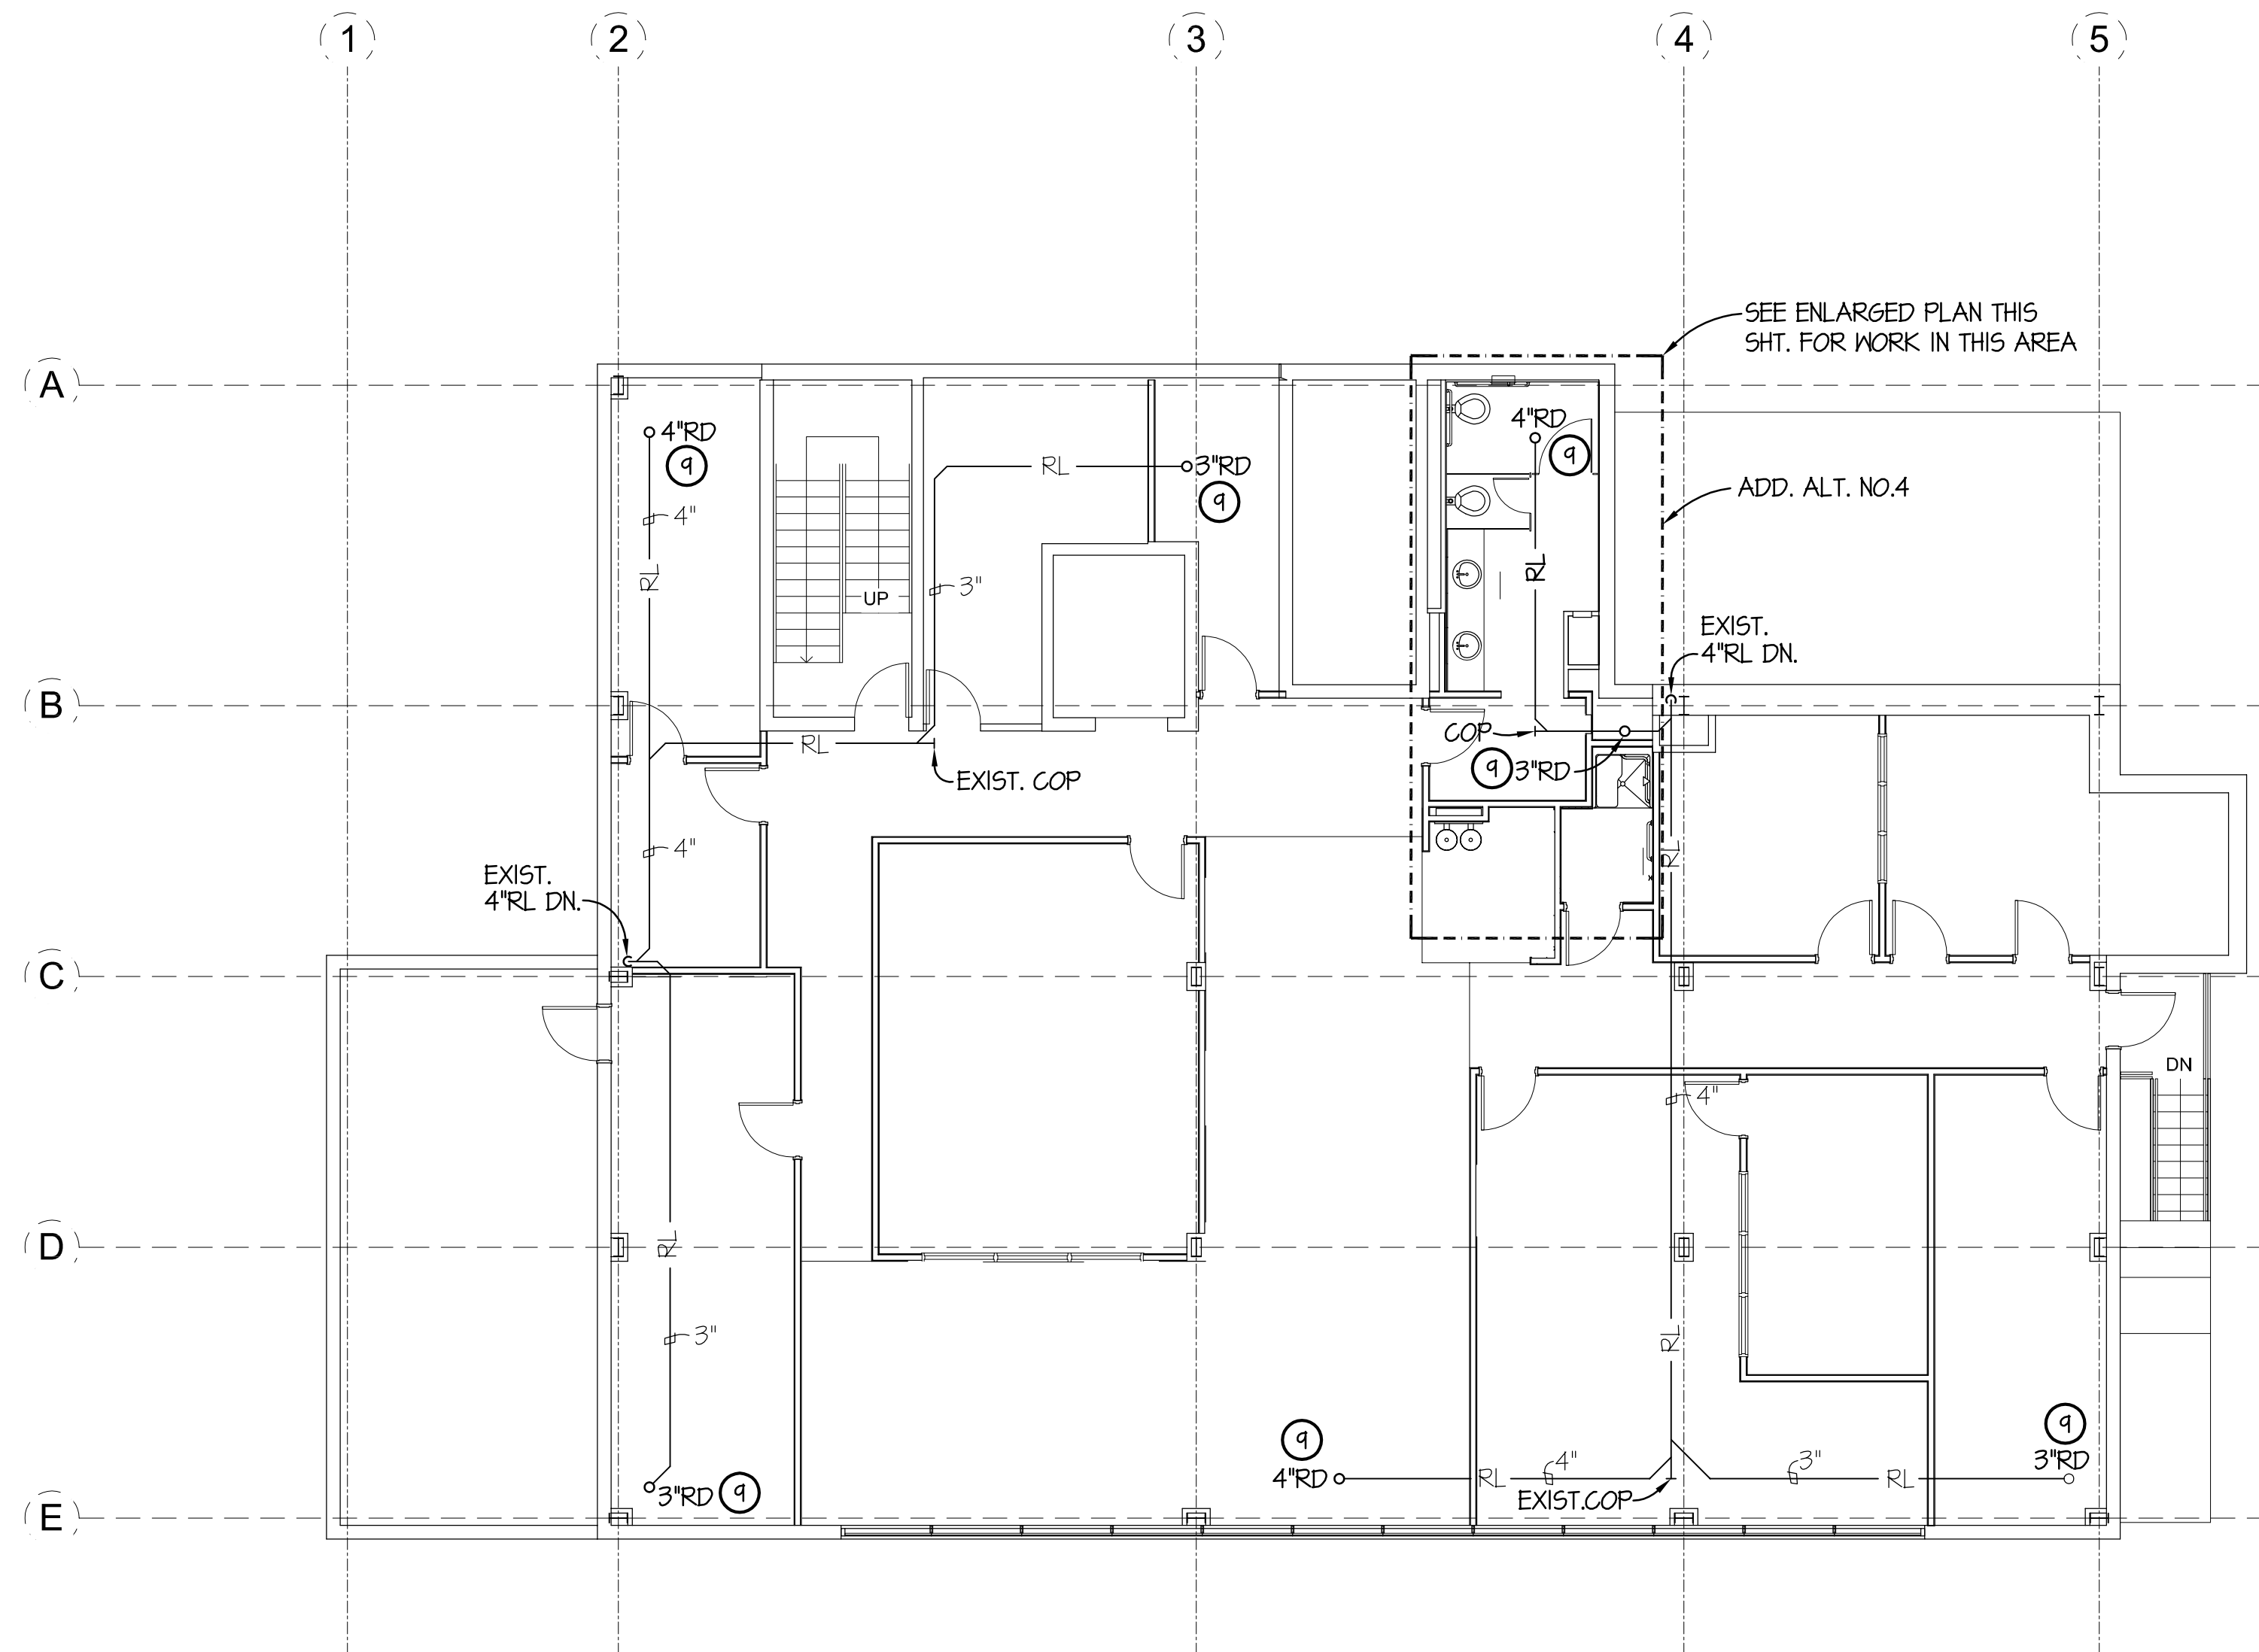 1
2
3
4
5
SEE ENLARGED PLAN THIS
SHT. FOR WORK IN THIS AREA
A
4"RD
9
4"RD
9
3"RD
9
ADD. ALT. NO.4
RL
4"
RL
3"
RL
UP
EXIST.
4"RL DN.
B
COP
RL
EXIST. COP
9
3"RD
4"
RL
EXIST.
4"RL DN.
C
DN
4"
D
RL
3"
RL
9
4"RD
RL
4"
EXIST.COP
3"
RL
9
3"RD
3"RD
9
E